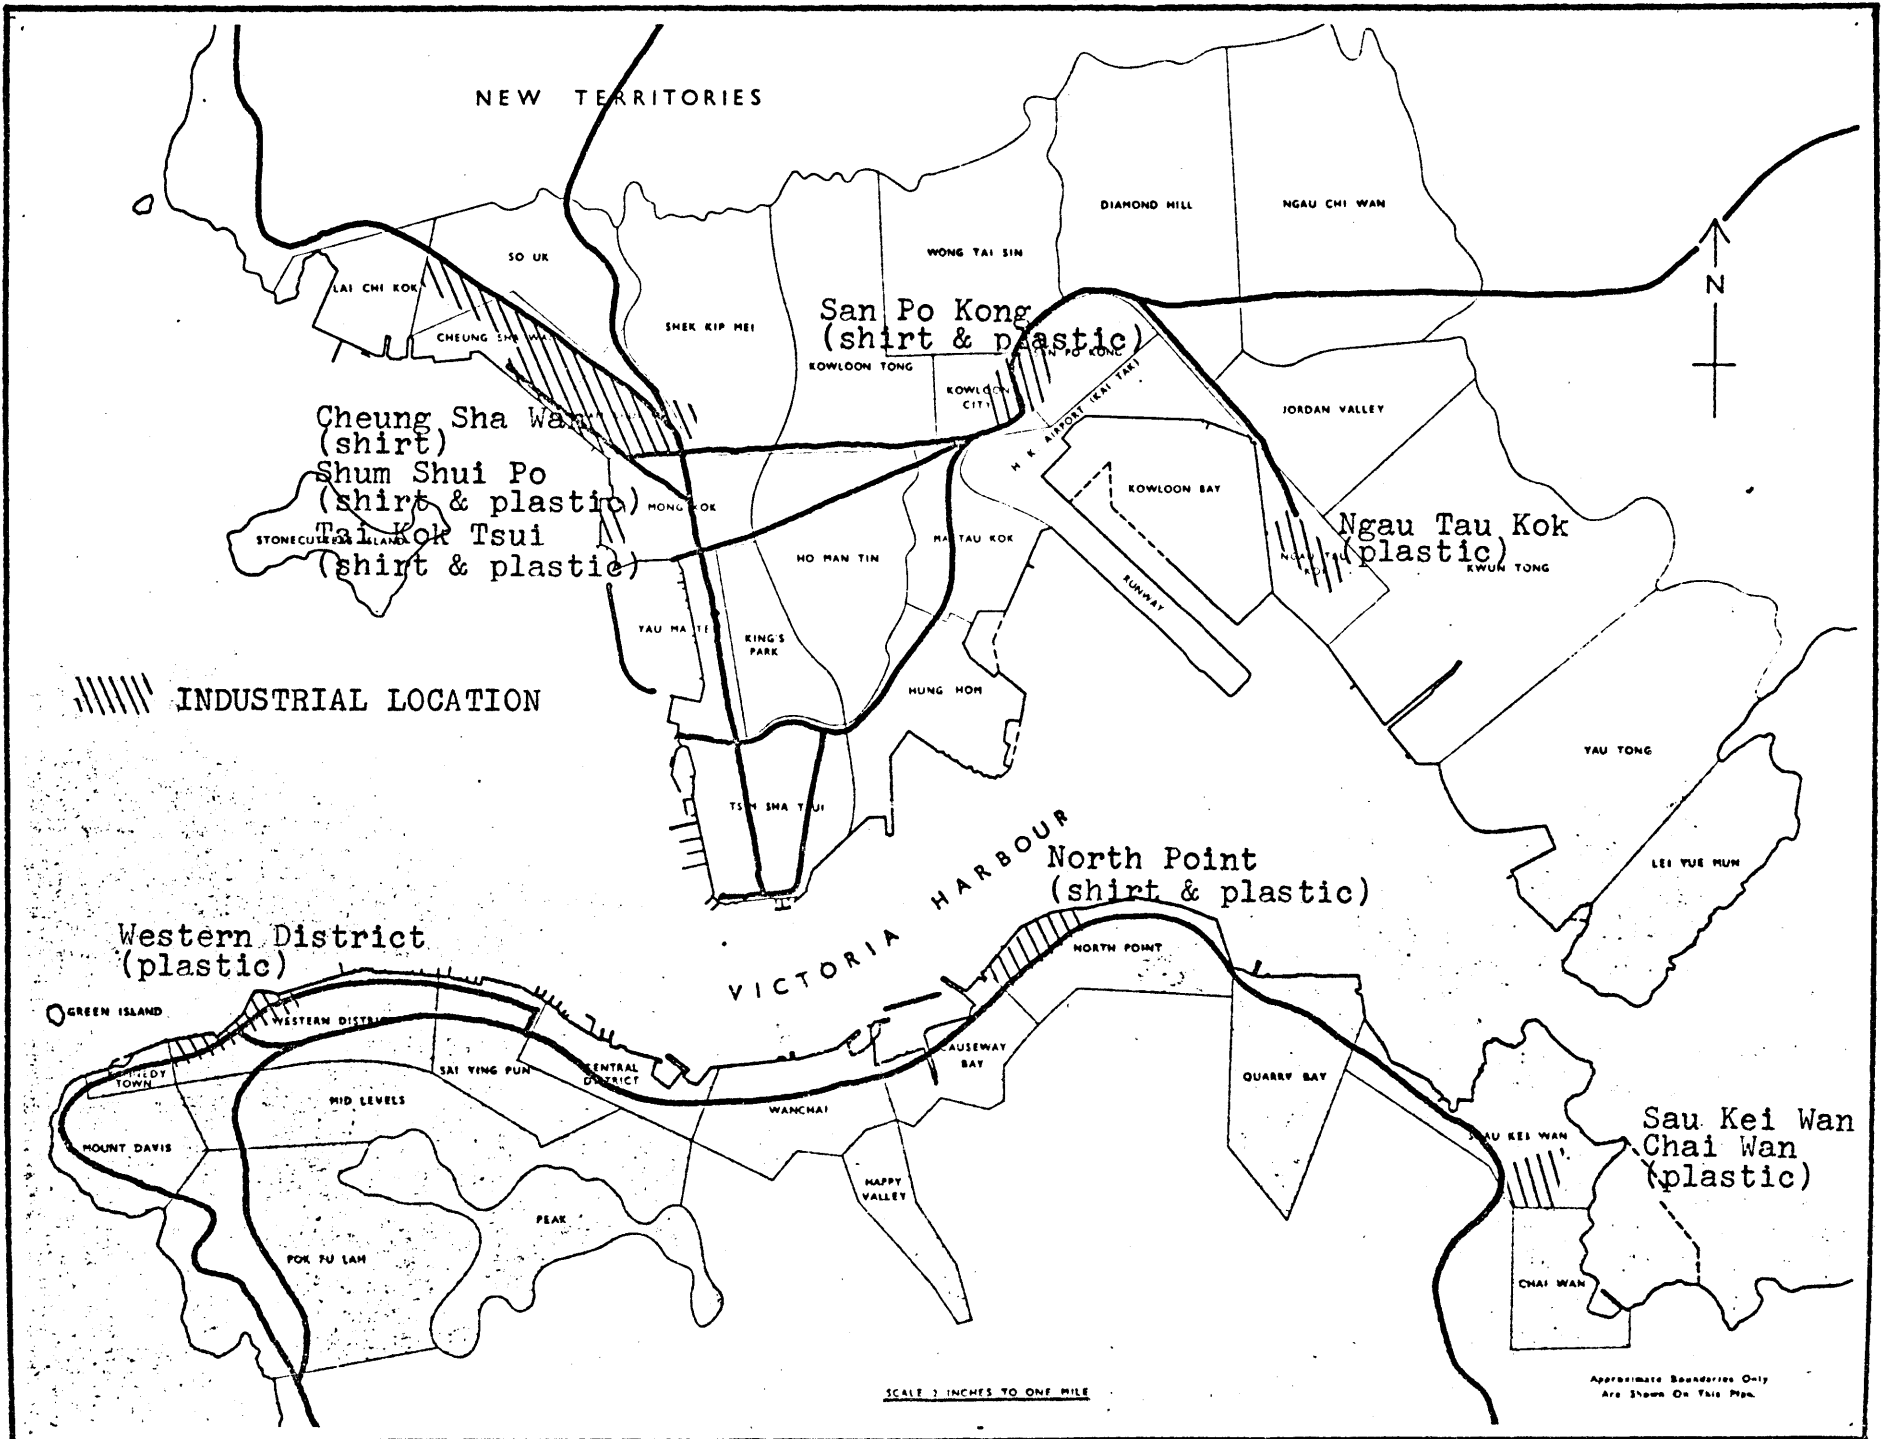 NEW TERRITORIES
DIAMOND HILL
NGAU CHI WAN
SO UK
WONG TAI SIN
LAI CHI KOK
N
San Po Kong
(shirt & plastic)
SHEK KIP MEI
CHEUNG SHA WA
KOWLOON TONG
KOWLOON
CITY
H K AIRPORT (KAI TAK)
JORDAN VALLEY
Cheung Sha Wan
(shirt)
Shum Shui Po
(shirt & plastic)
Tai Kok Tsui
(shirt & plastic)
STONECUTTERS ISLAND
MONG KOK
KOWLOON BAY
Ngau Tau Kok
(plastic)
HO MAN TIN
MA TAU KOK
KWUN TONG
RUNWAY
YAU MA TE
KING'S
PARK
HUNG HOM
INDUSTRIAL LOCATION
YAU TONG
TSIM SHA TSUI
LEI YUE MUN
VICTORIA HARBOUR
North Point
(shirt & plastic)
NORTH POINT
Western District
(plastic)
GREEN ISLAND
WESTERN DISTRICT
KENNEDY
TOWN
SAI YING PUN
CENTRAL
DISTRICT
CAUSEWAY
BAY
QUARRY BAY
MID LEVELS
WANCHAI
MOUNT DAVIS
SAU KEI WAN
Sau Kei Wan
Chai Wan
(plastic)
HAPPY
VALLEY
PEAK
POK FU LAM
CHAI WAN
SCALE 2 INCHES TO ONE MILE
Approximate Boundaries Only
Are Shown On This Plan.